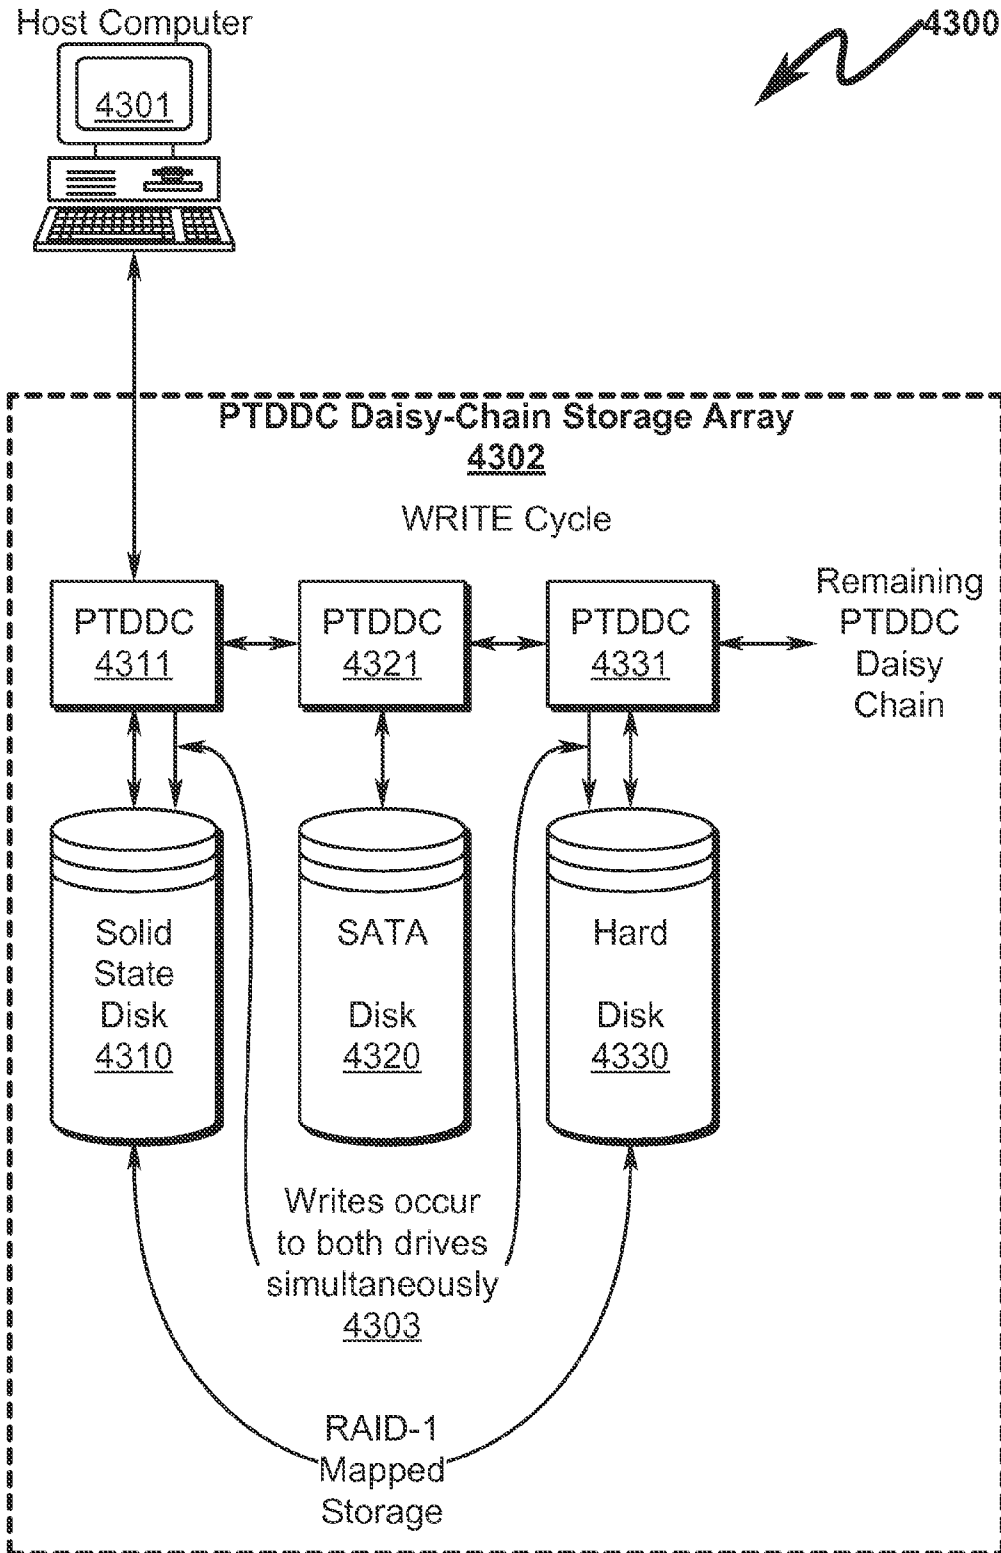 Host Computer
4300
4301
PTDDC Daisy-Chain Storage Array
4302
WRITE Cycle
PTDDC
4311
PTDDC
4321
PTDDC
4331
Remaining
PTDDC
Daisy
Chain
Solid
State
Disk
4310
SATA
Disk
4320
Hard
Disk
4330
Writes occur
to both drives
simultaneously
4303
RAID-1
Mapped
Storage